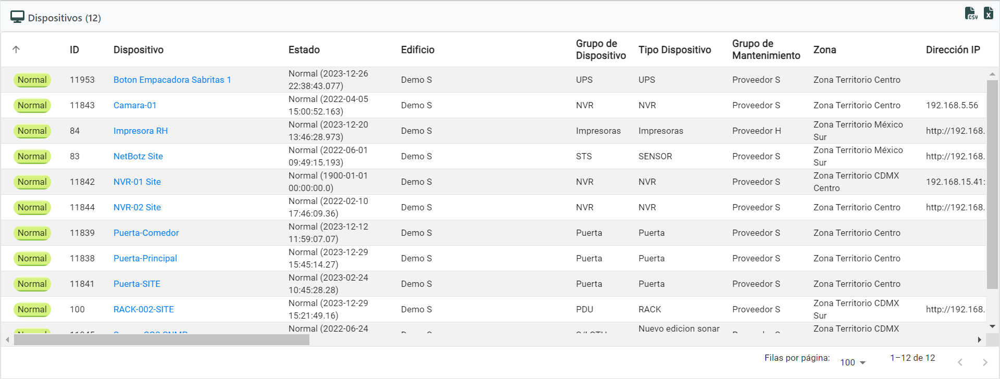 Dispositivos (12)
CSV
X
ID Dispositivo Estado Edificio Grupo de Dispositivo Tipo Dispositivo Grupo de Mantenimiento Zona Dirección IP
Normal 11953 Boton Empacadora Sabritas 1 Normal (2023-12-26 22:38:43.077) Demo S UPS UPS Proveedor S Zona Territorio Centro
Normal 11843 Camara-01 Normal (2022-04-05 15:00:52.163) Demo S NVR NVR Proveedor S Zona Territorio Centro 192.168.5.56
Normal 84 Impresora RH Normal (2023-12-20 13:46:28.973) Demo S Impresoras Impresoras Proveedor H Zona Territorio México Sur http://192.168.
Normal 83 NetBotz Site Normal (2022-06-01 09:49:15.193) Demo S STS SENSOR Proveedor S Zona Territorio México Sur http://192.168.
Normal 11842 NVR-01 Site Normal (1900-01-01 00:00:00.0) Demo S NVR NVR Proveedor S Zona Territorio CDMX Centro 192.168.15.41:
Normal 11844 NVR-02 Site Normal (2022-02-10 17:46:09.36) Demo S NVR NVR Proveedor S Zona Territorio Centro http://192.168.
Normal 11839 Puerta-Comedor Normal (2023-12-12 11:59:07.07) Demo S Puerta Puerta Proveedor S Zona Territorio Centro
Normal 11838 Puerta-Principal Normal (2023-12-29 15:45:14.27) Demo S Puerta Puerta Proveedor S Zona Territorio Centro
Normal 11841 Puerta-SITE Normal (2023-02-24 10:45:28.28) Demo S Puerta Puerta Proveedor S Zona Territorio Centro
Normal 100 RACK-002-SITE Normal (2023-12-29 15:21:49.16) Demo S PDU RACK Proveedor S Zona Territorio CDMX Sur http://192.168.
Normal Normal (2022-06-24 Demo S Nuevo edicion sonar Proveedor S Zona Territorio CDMX
Filas por página: 100 1–12 de 12